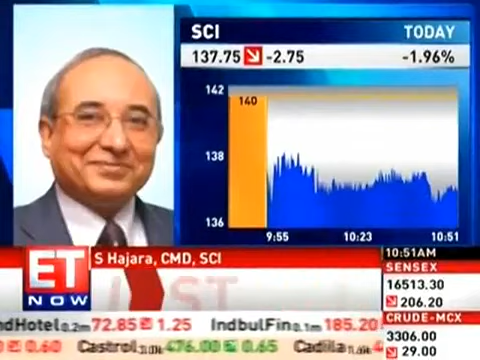 SCI TODAY
137.75 -2.75 -1.96%
142
140
138
136
9:55 10:23 10:51
S Hajara, CMD, SCI
ET
NOW
10:51AM
SENSEX
16513.30
206.20
CRUDE-MCX
3306.00
29.00
ndHotel 0.2m 72.85 1.25 IndbulFin 0.1m 185.20
0.60 Castrol 476.00 0.65 Cadilla